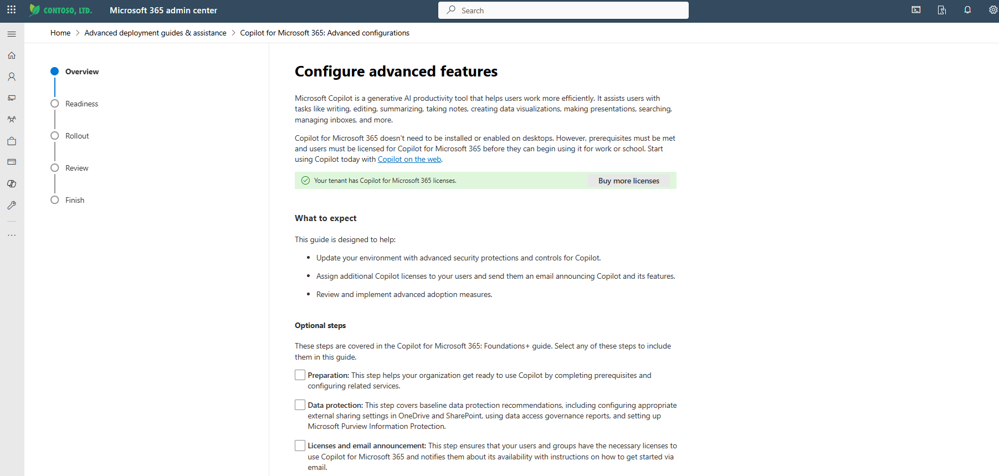 CONTOSO, LTD. Microsoft 365 admin center Search
Home > Advanced deployment guides & assistance > Copilot for Microsoft 365: Advanced configurations
Overview
Readiness
Rollout
Review
Finish
Configure advanced features
Microsoft Copilot is a generative AI productivity tool that helps users work more efficiently. It assists users with
tasks like writing, editing, summarizing, taking notes, creating data visualizations, making presentations, searching,
managing inboxes, and more.
Copilot for Microsoft 365 doesn't need to be installed or enabled on desktops. However, prerequisites must be met
and users must be licensed for Copilot for Microsoft 365 before they can begin using it for work or school. Start
using Copilot today with Copilot on the web.
Your tenant has Copilot for Microsoft 365 licenses. Buy more licenses
What to expect
This guide is designed to help:
• Update your environment with advanced security protections and controls for Copilot.
• Assign additional Copilot licenses to your users and send them an email announcing Copilot and its features.
• Review and implement advanced adoption measures.
Optional steps
These steps are covered in the Copilot for Microsoft 365: Foundations+ guide. Select any of these steps to include
them in this guide.
Preparation: This step helps your organization get ready to use Copilot by completing prerequisites and
configuring related services.
Data protection: This step covers baseline data protection recommendations, including configuring appropriate
external sharing settings in OneDrive and SharePoint, using data access governance reports, and setting up
Microsoft Purview Information Protection.
Licenses and email announcement: This step ensures that your users and groups have the necessary licenses to
use Copilot for Microsoft 365 and notifies them about its availability with instructions on how to get started via
email.